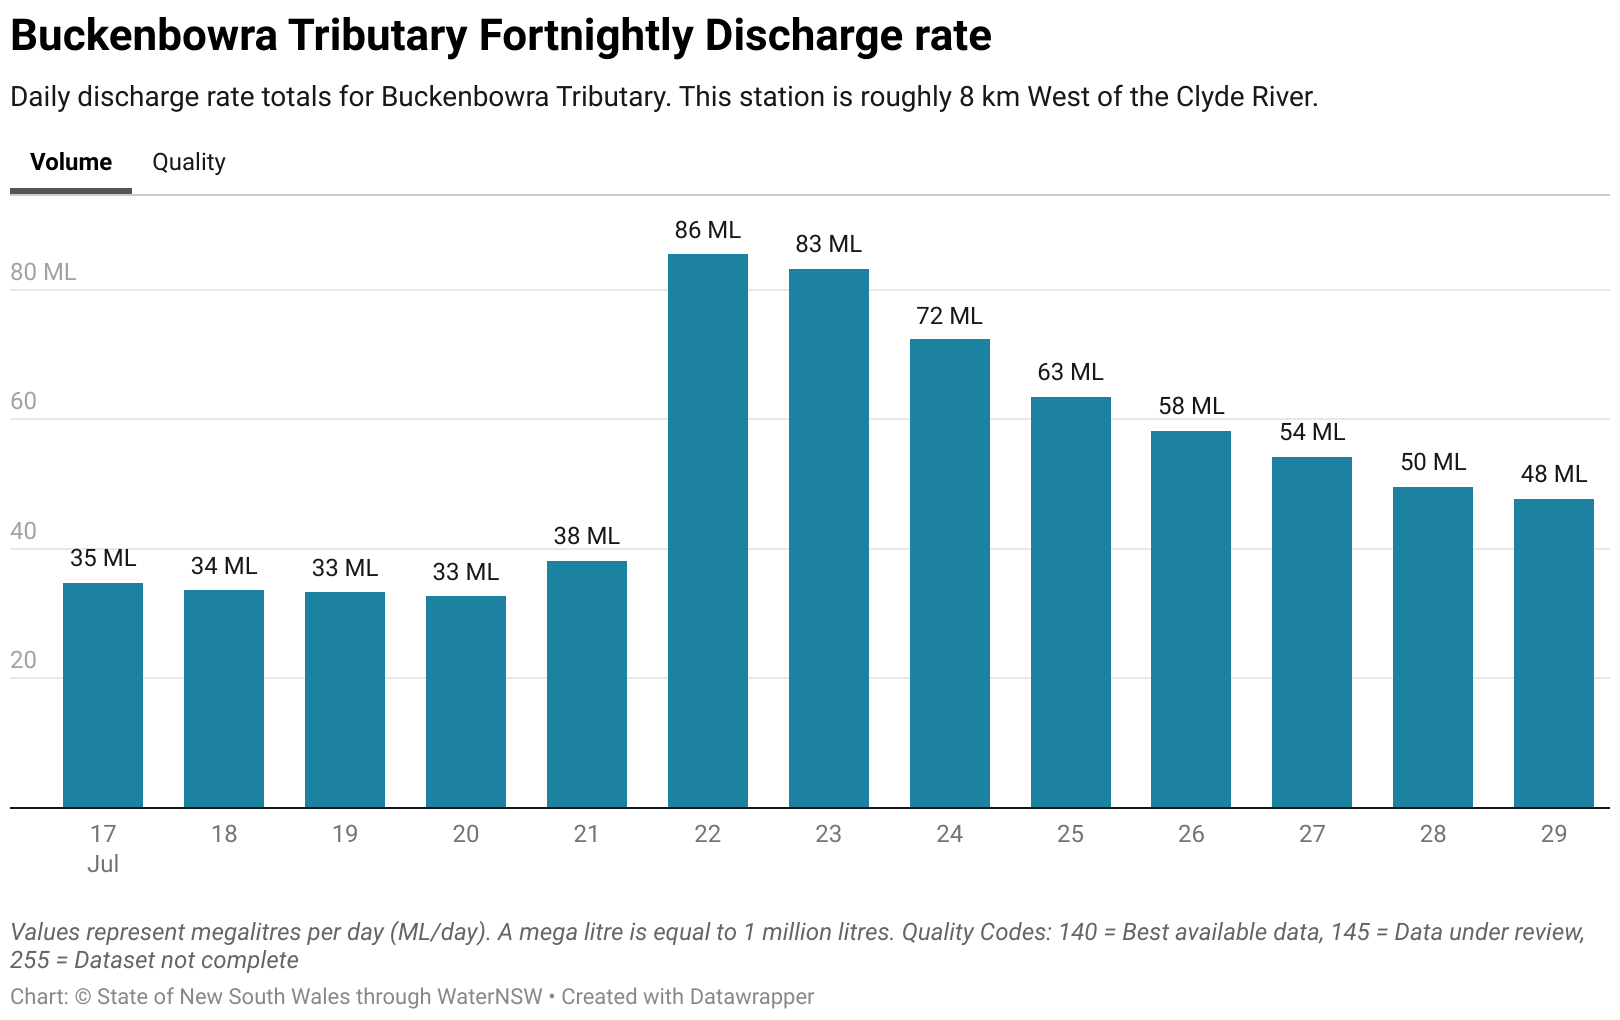 Buckenbowra Tributary Fortnightly Discharge rate
Daily discharge rate totals for Buckenbowra Tributary. This station is roughly 8 km West of the Clyde River.
Volume Quality
86 ML
83 ML
80 ML
72 ML
63 ML
60
58 ML
54 ML
50 ML
48 ML
40
38 ML
35 ML
34 ML
33 ML
33 ML
20
17 18 19 20 21 22 23 24 25 26 27 28 29
Jul
Values represent megalitres per day (ML/day). A mega litre is equal to 1 million litres. Quality Codes: 140 = Best available data, 145 = Data under review,
255 = Dataset not complete
Chart: © State of New South Wales through WaterNSW • Created with Datawrapper